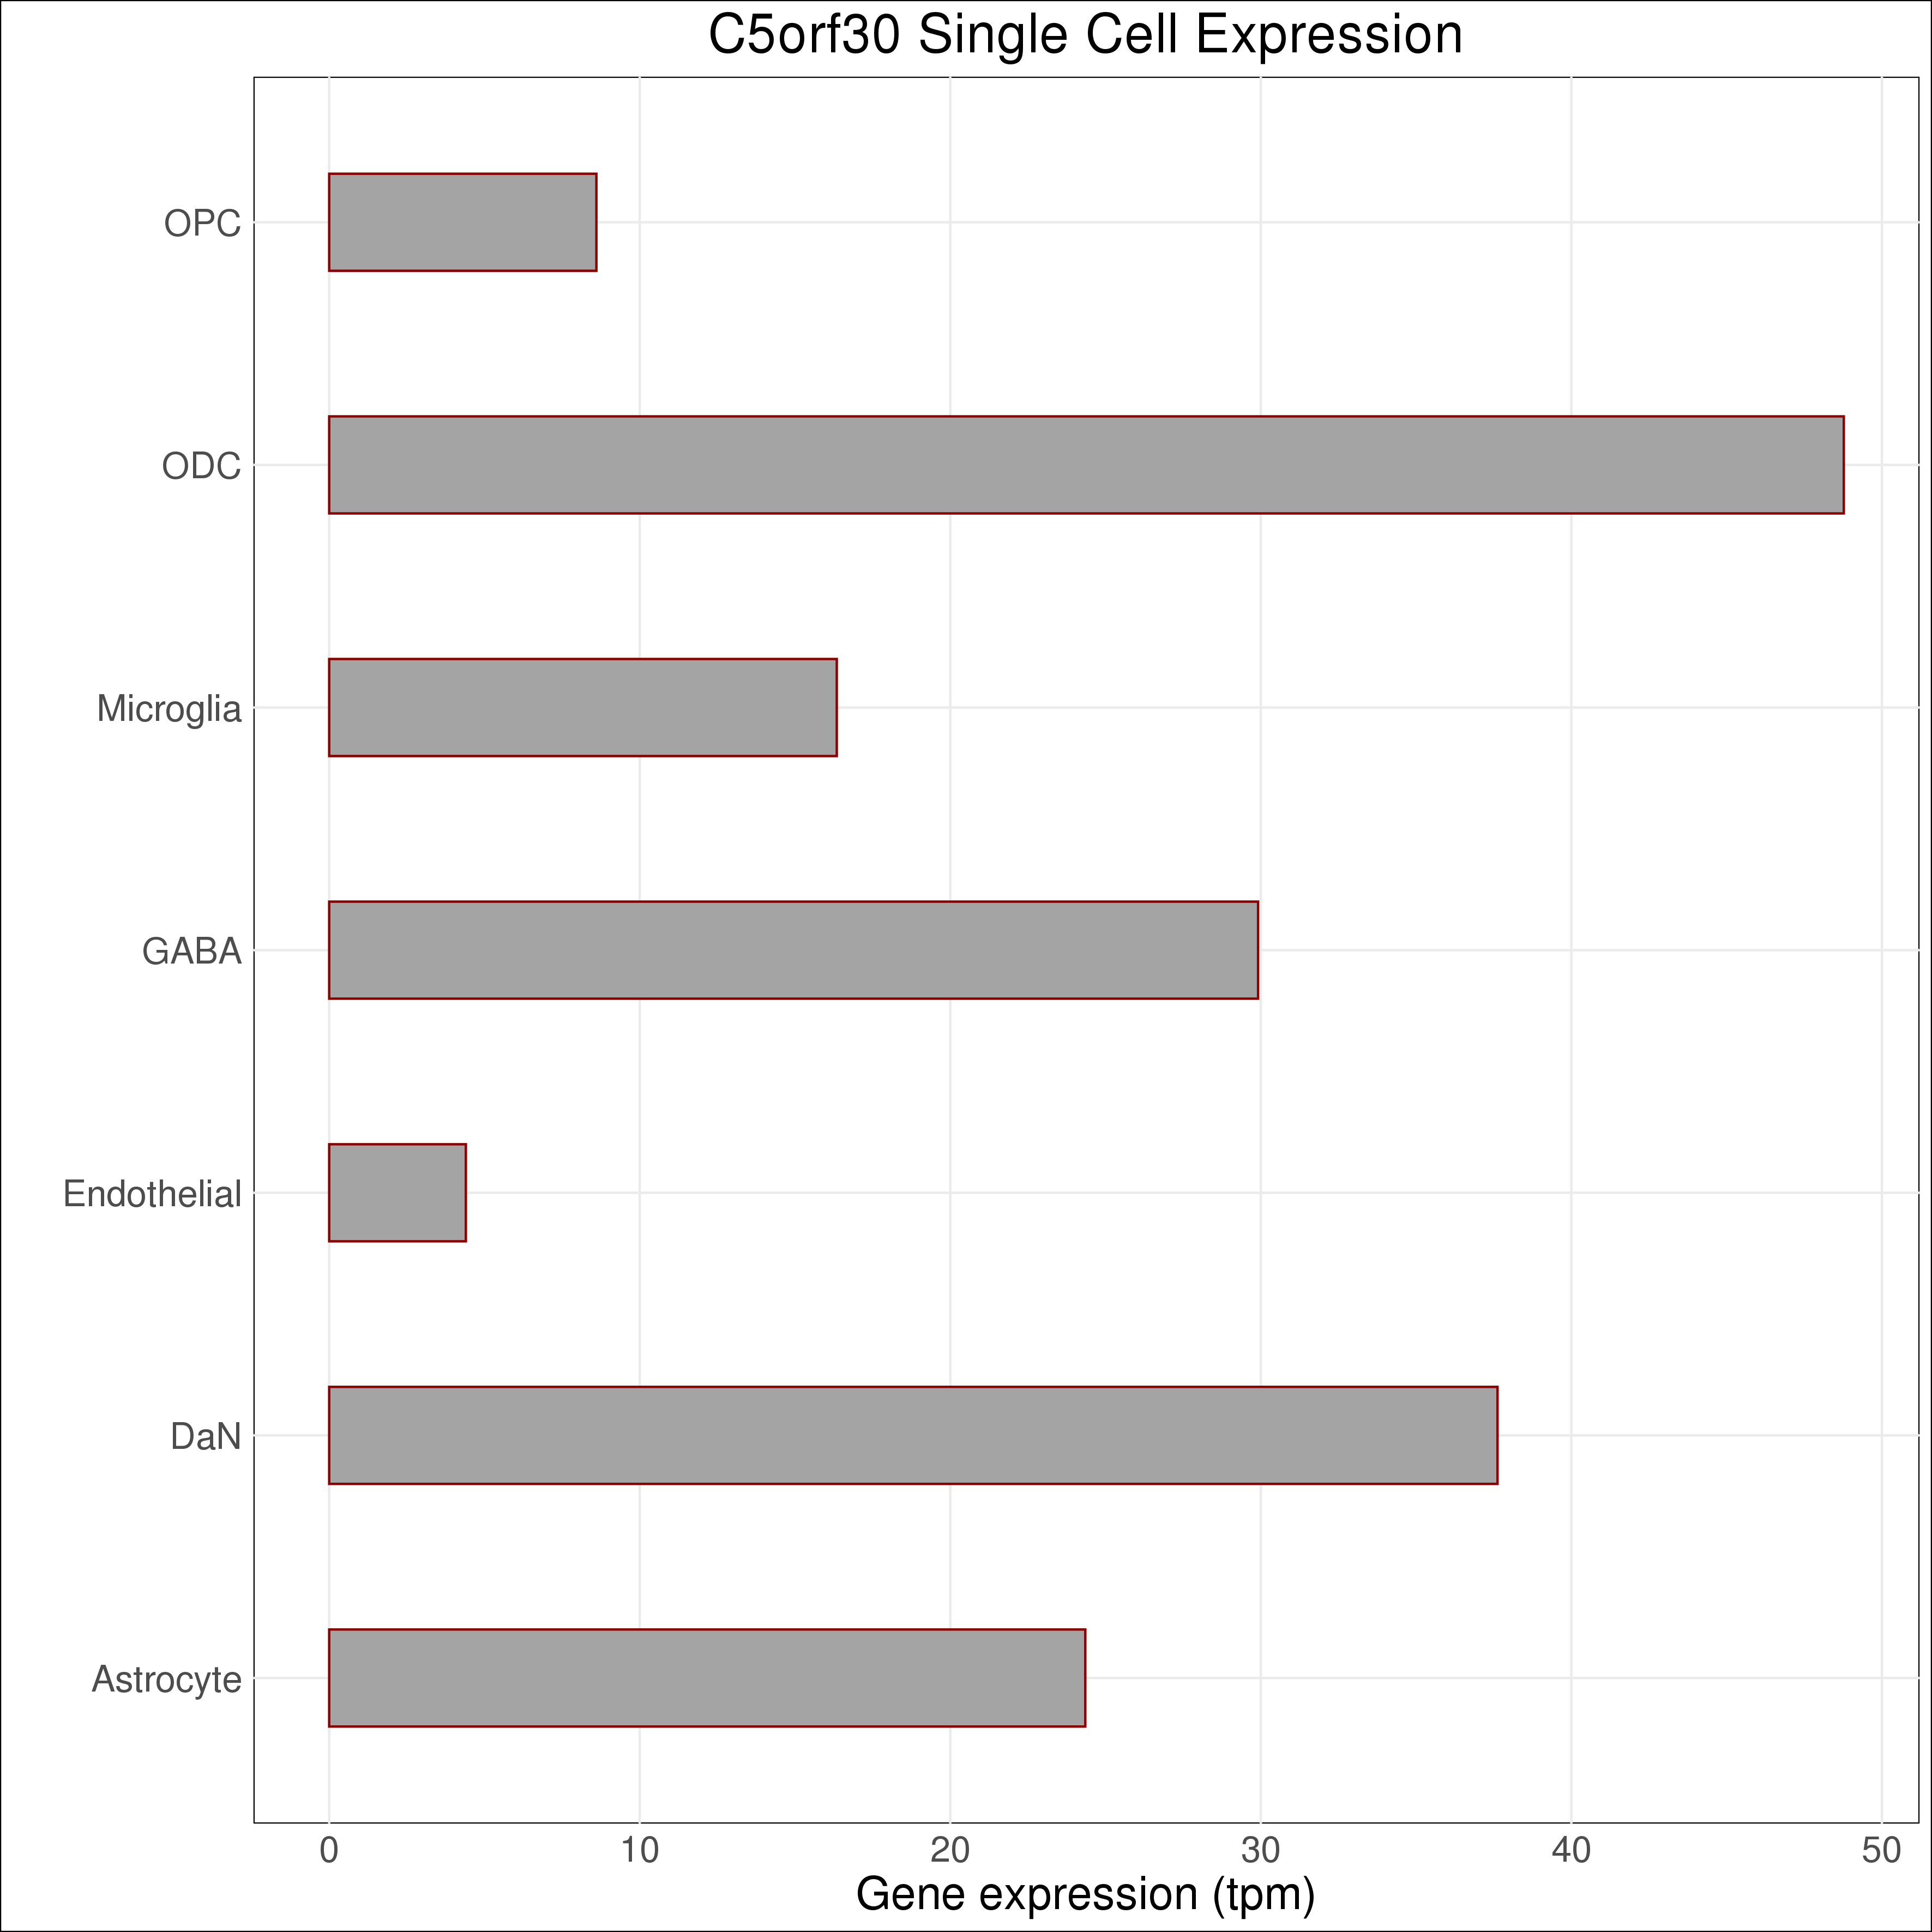 C5orf30 Single Cell Expression
OPC
ODC
Microglia
GABA
Endothelial
DaN
Astrocyte
0 10 20 30 40 50
Gene expression (tpm)